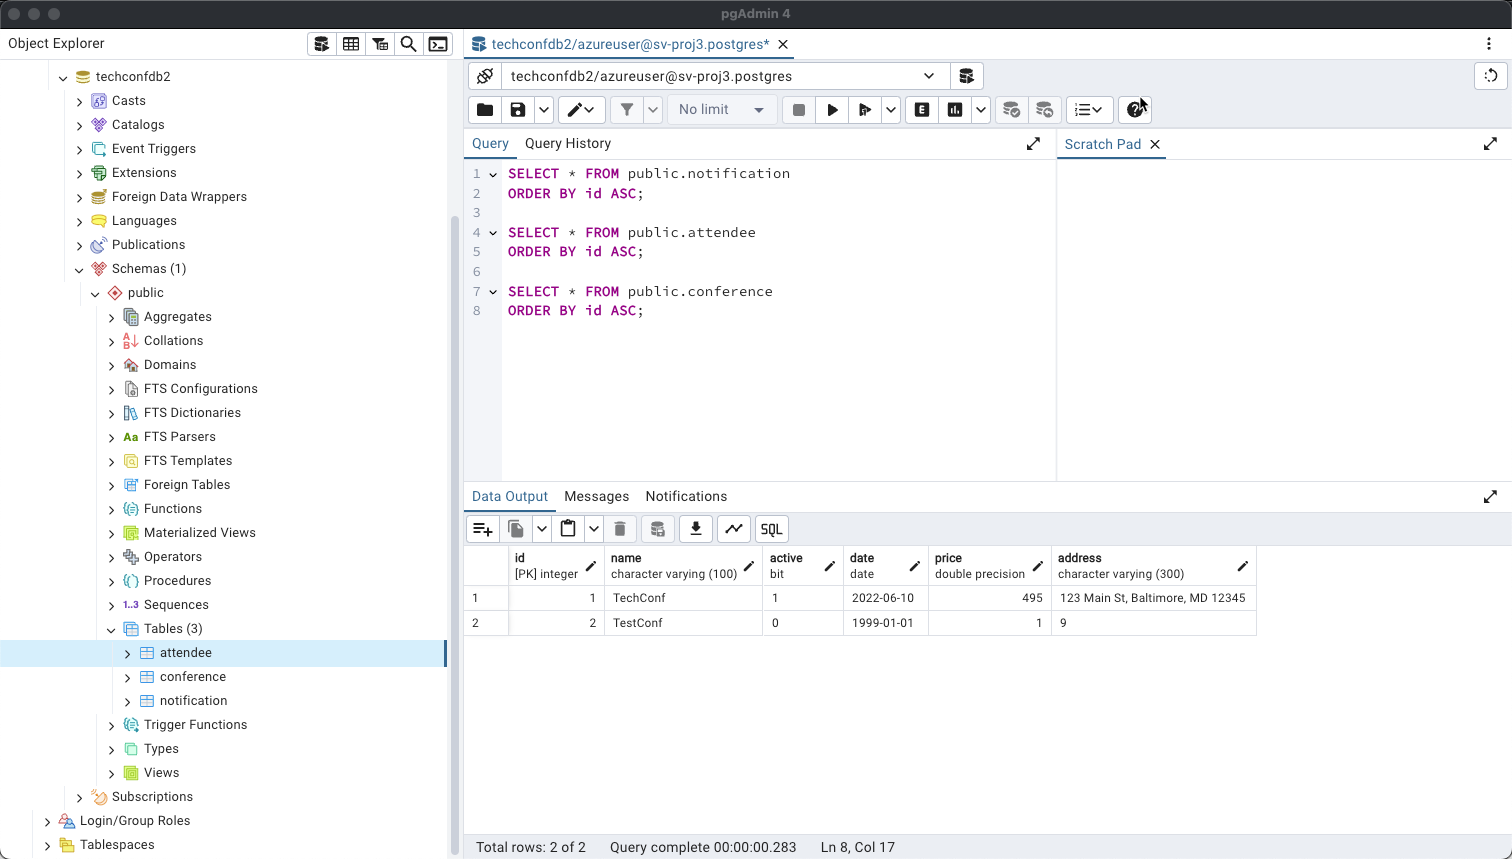 pgAdmin 4
Object Explorer
techconfdb2
Casts
Catalogs
Event Triggers
Extensions
Foreign Data Wrappers
Languages
Publications
Schemas (1)
public
Aggregates
Collations
Domains
FTS Configurations
FTS Dictionaries
Aa FTS Parsers
FTS Templates
Foreign Tables
Functions
Materialized Views
Operators
Procedures
1..3 Sequences
Tables (3)
attendee
conference
notification
Trigger Functions
Types
Views
Subscriptions
Login/Group Roles
Tablespaces
techconfdb2/azureuser@sv-proj3.postgres*
techconfdb2/azureuser@sv-proj3.postgres
No limit
E
Query Query History
Scratch Pad
1 SELECT * FROM public.notification
2 ORDER BY id ASC;
3
4 SELECT * FROM public.attendee
5 ORDER BY id ASC;
6
7 SELECT * FROM public.conference
8 ORDER BY id ASC;
Data Output Messages Notifications
SQL
id name active date price address
[PK] integer character varying (100) bit date double precision character varying (300)
1 1 TechConf 1 2022-06-10 495 123 Main St, Baltimore, MD 12345
2 2 TestConf 0 1999-01-01 1 9
Total rows: 2 of 2 Query complete 00:00:00.283 Ln 8, Col 17